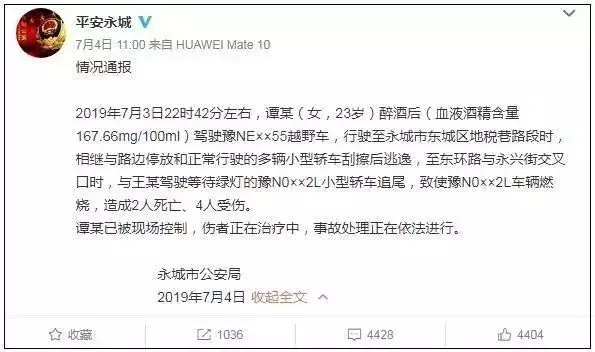 平安永城
7月4日 11:00 来自 HUAWEI Mate 10
情况通报
2019年7月3日22时42分左右，谭某（女，23岁）醉酒后（血液酒精含量
167.66mg/100ml）驾驶豫NE××55越野车，行驶至永城市东城区地税巷路段时，
相继与路边停放和正常行驶的多辆小型轿车刮擦后逃逸，至东环路与永兴街交叉
口时，与王某驾驶等待绿灯的豫N0××2L小型轿车追尾，致使豫N0××2L车辆燃
烧，造成2人死亡、4人受伤。
谭某已被现场控制，伤者正在治疗中，事故处理正在依法进行。
永城市公安局
2019年7月4日 收起全文
收藏 1036 4428 4404